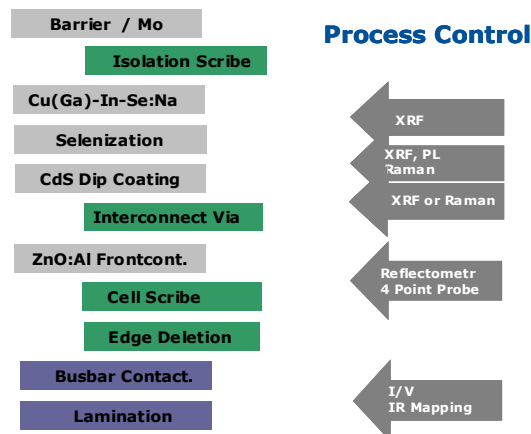 Barrier / Mo
Process Control
Isolation Scribe
Cu(Ga)-In-Se:Na
XRF
Selenization
XRF, PL
Raman
CdS Dip Coating
XRF or Raman
Interconnect Via
ZnO:Al Frontcont.
Reflectometr
4 Point Probe
Cell Scribe
Edge Deletion
Busbar Contact.
I/V
IR Mapping
Lamination